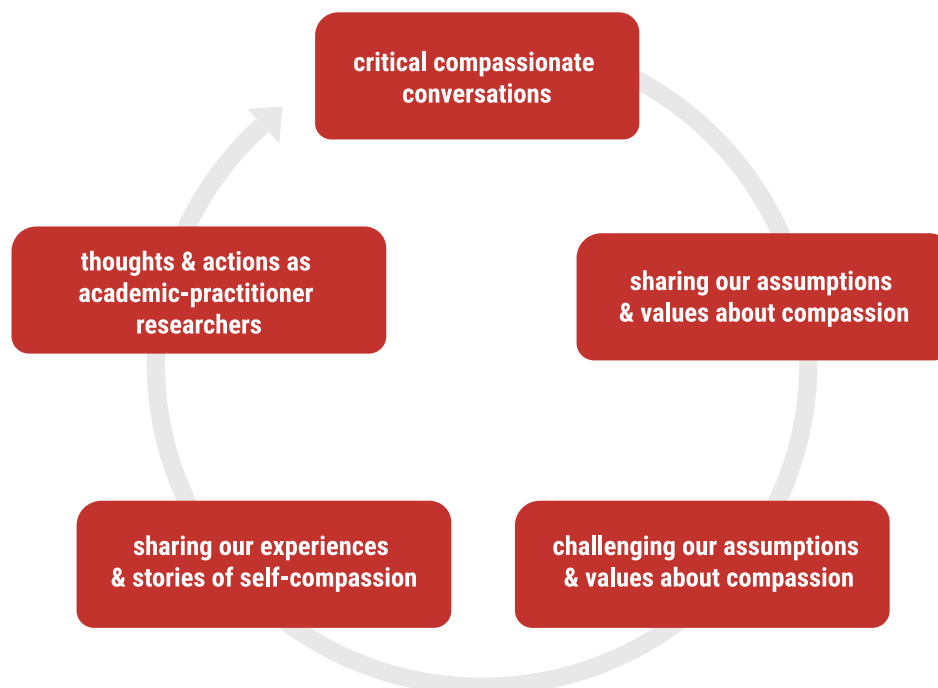 critical compassionate
conversations
sharing our assumptions
& values about compassion
challenging our assumptions
& values about compassion
sharing our experiences
& stories of self-compassion
thoughts & actions as
academic-practitioner
researchers